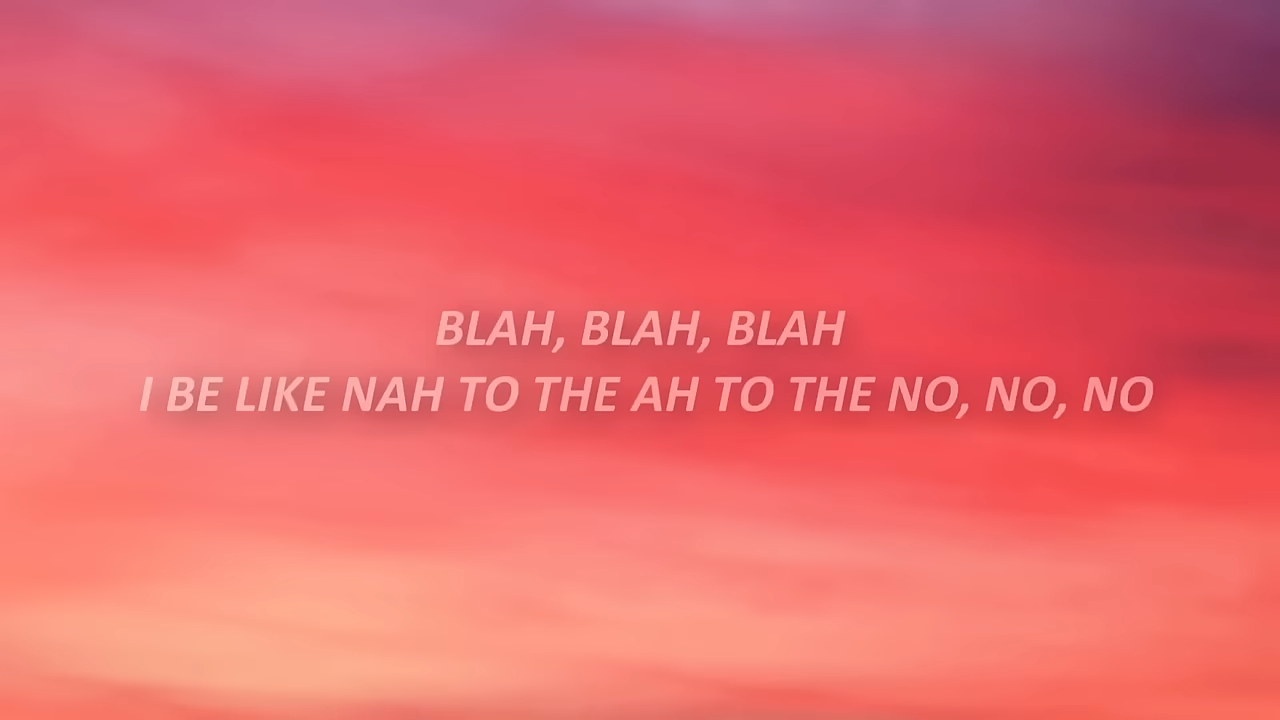 BLAH, BLAH, BLAH
I BE LIKE NAH TO THE AH TO THE NO, NO, NO